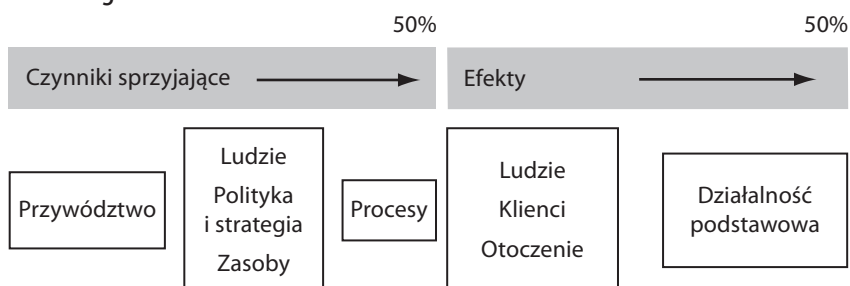 50%
50%
Czynniki sprzyjające
Efekty
Przywództwo
Ludzie
Polityka
i strategia
Zasoby
Procesy
Ludzie
Klienci
Otoczenie
Działalność
podstawowa